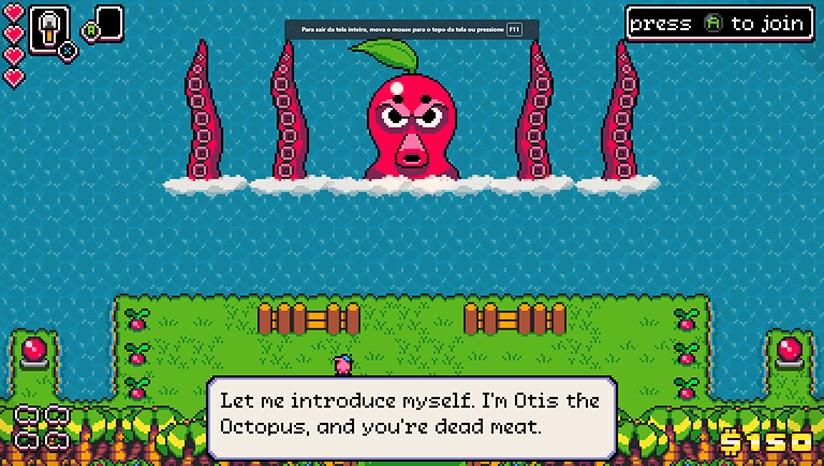 Para sair da tela inteira, mova o mouse para o topo da tela ou pressione F11
press A to join
A
X
Let me introduce myself. I'm Otis the
Octopus, and you're dead meat.
$150